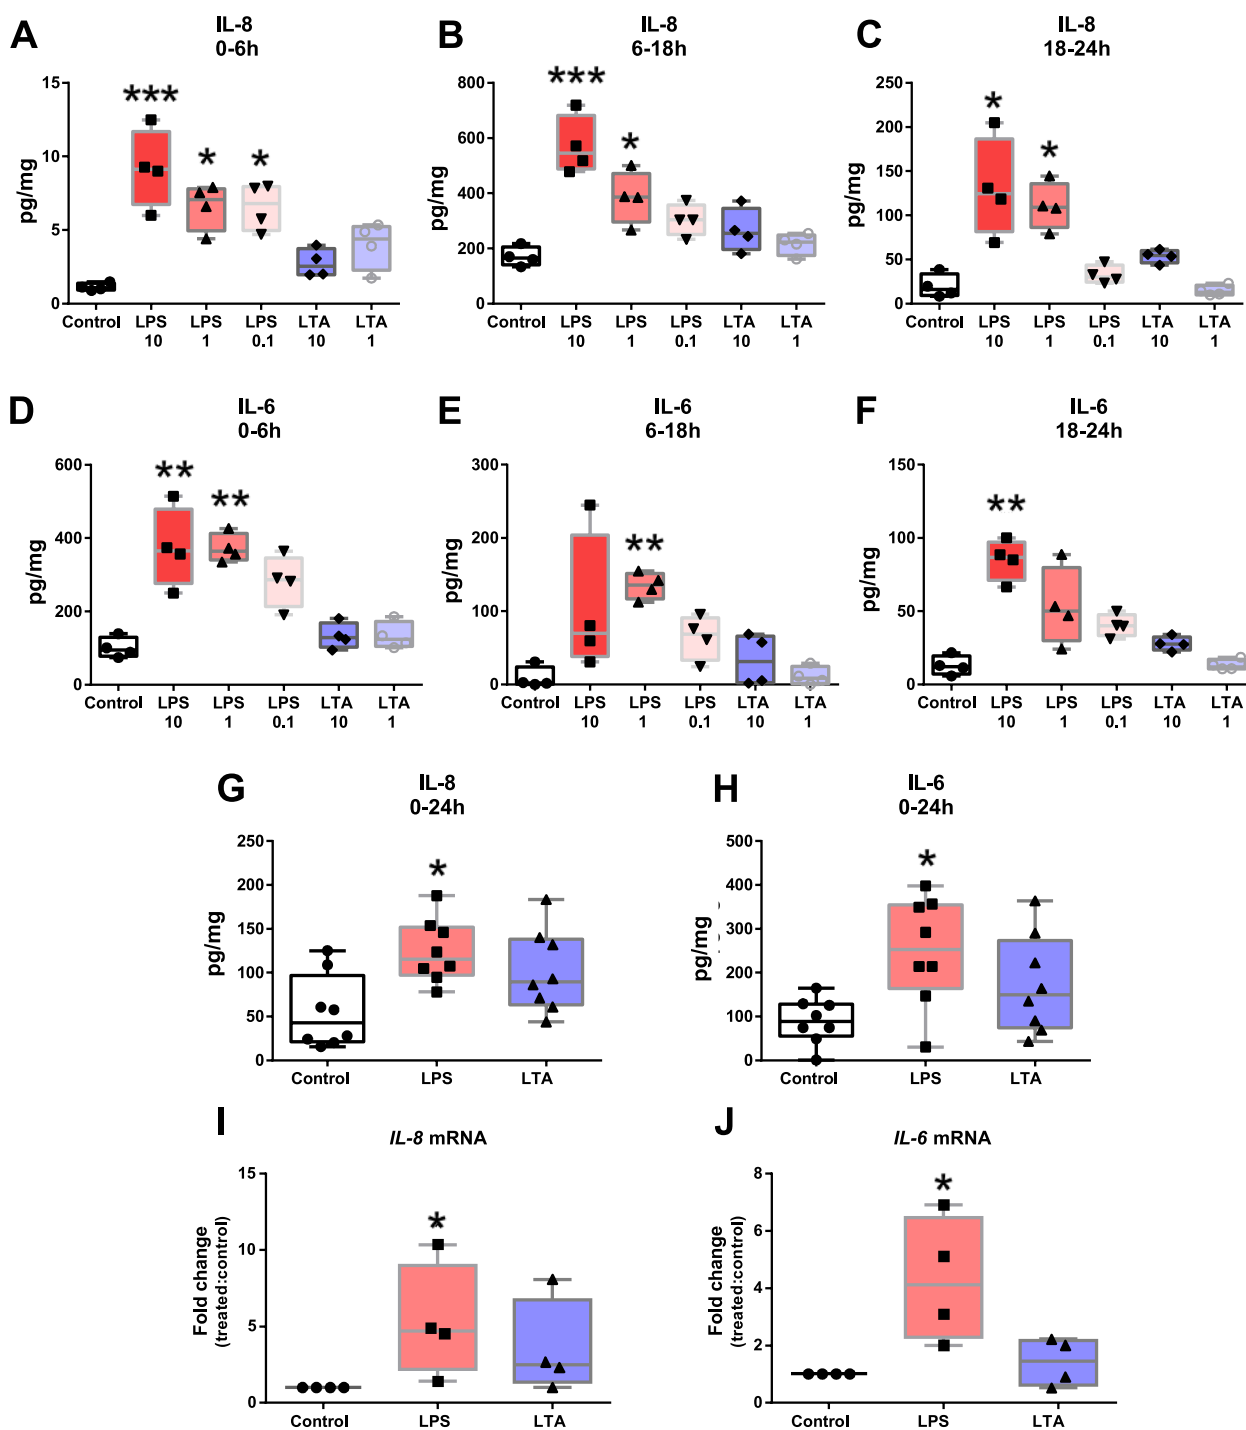 A
IL-8
0-6h
***
*
*
pg/mg
15
10
5
0
Control
LPS
10
LPS
1
LPS
0.1
LTA
10
LTA
1
B
IL-8
6-18h
***
*
pg/mg
800
600
400
200
0
Control
LPS
10
LPS
1
LPS
0.1
LTA
10
LTA
1
C
IL-8
18-24h
*
*
pg/mg
250
200
150
100
50
0
Control
LPS
10
LPS
1
LPS
0.1
LTA
10
LTA
1
D
IL-6
0-6h
**
**
pg/mg
600
400
200
0
Control
LPS
10
LPS
1
LPS
0.1
LTA
10
LTA
1
E
IL-6
6-18h
**
pg/mg
300
200
100
0
Control
LPS
10
LPS
1
LPS
0.1
LTA
10
LTA
1
F
IL-6
18-24h
**
pg/mg
150
100
50
0
Control
LPS
10
LPS
1
LPS
0.1
LTA
10
LTA
1
G
IL-8
0-24h
*
pg/mg
250
200
150
100
50
0
Control
LPS
LTA
H
IL-6
0-24h
*
pg/mg
500
400
300
200
100
0
Control
LPS
LTA
I
IL-8 mRNA
*
Fold change
(treated:control)
15
10
5
0
Control
LPS
LTA
J
IL-6 mRNA
*
Fold change
(treated:control)
8
6
4
2
0
Control
LPS
LTA